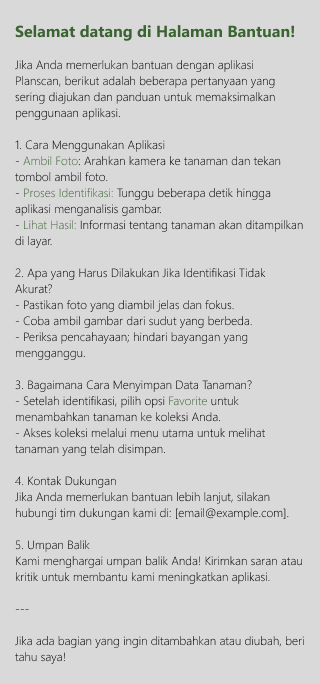 Selamat datang di Halaman Bantuan!
Jika Anda memerlukan bantuan dengan aplikasi
Planscan, berikut adalah beberapa pertanyaan yang
sering diajukan dan panduan untuk memaksimalkan
penggunaan aplikasi.
1. Cara Menggunakan Aplikasi
- Ambil Foto: Arahkan kamera ke tanaman dan tekan
tombol ambil foto.
- Proses Identifikasi: Tunggu beberapa detik hingga
aplikasi menganalisis gambar.
- Lihat Hasil: Informasi tentang tanaman akan ditampilkan
di layar.
2. Apa yang Harus Dilakukan Jika Identifikasi Tidak
Akurat?
- Pastikan foto yang diambil jelas dan fokus.
- Coba ambil gambar dari sudut yang berbeda.
- Periksa pencahayaan; hindari bayangan yang
mengganggu.
3. Bagaimana Cara Menyimpan Data Tanaman?
- Setelah identifikasi, pilih opsi Favorite untuk
menambahkan tanaman ke koleksi Anda.
- Akses koleksi melalui menu utama untuk melihat
tanaman yang telah disimpan.
4. Kontak Dukungan
Jika Anda memerlukan bantuan lebih lanjut, silakan
hubungi tim dukungan kami di: [email@example.com].
5. Umpan Balik
Kami menghargai umpan balik Anda! Kirimkan saran atau
kritik untuk membantu kami meningkatkan aplikasi.
---
Jika ada bagian yang ingin ditambahkan atau diubah, beri
tahu saya!